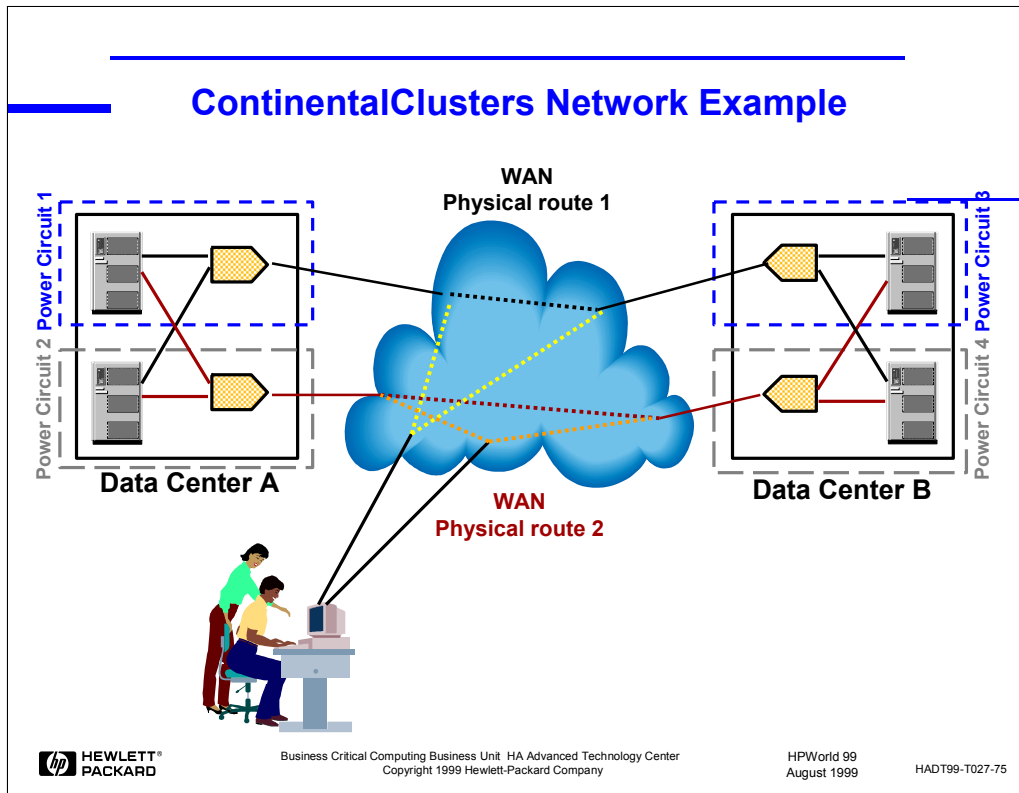 ContinentalClusters Network Example
WAN
Physical route 1
Power Circuit 1
Power Circuit 2
Power Circuit 3
Power Circuit 4
Data Center A
Data Center B
WAN
Physical route 2
hp HEWLETT®
PACKARD
Business Critical Computing Business Unit HA Advanced Technology Center
Copyright 1999 Hewlett-Packard Company
HPWorld 99
August 1999
HADT99-T027-75